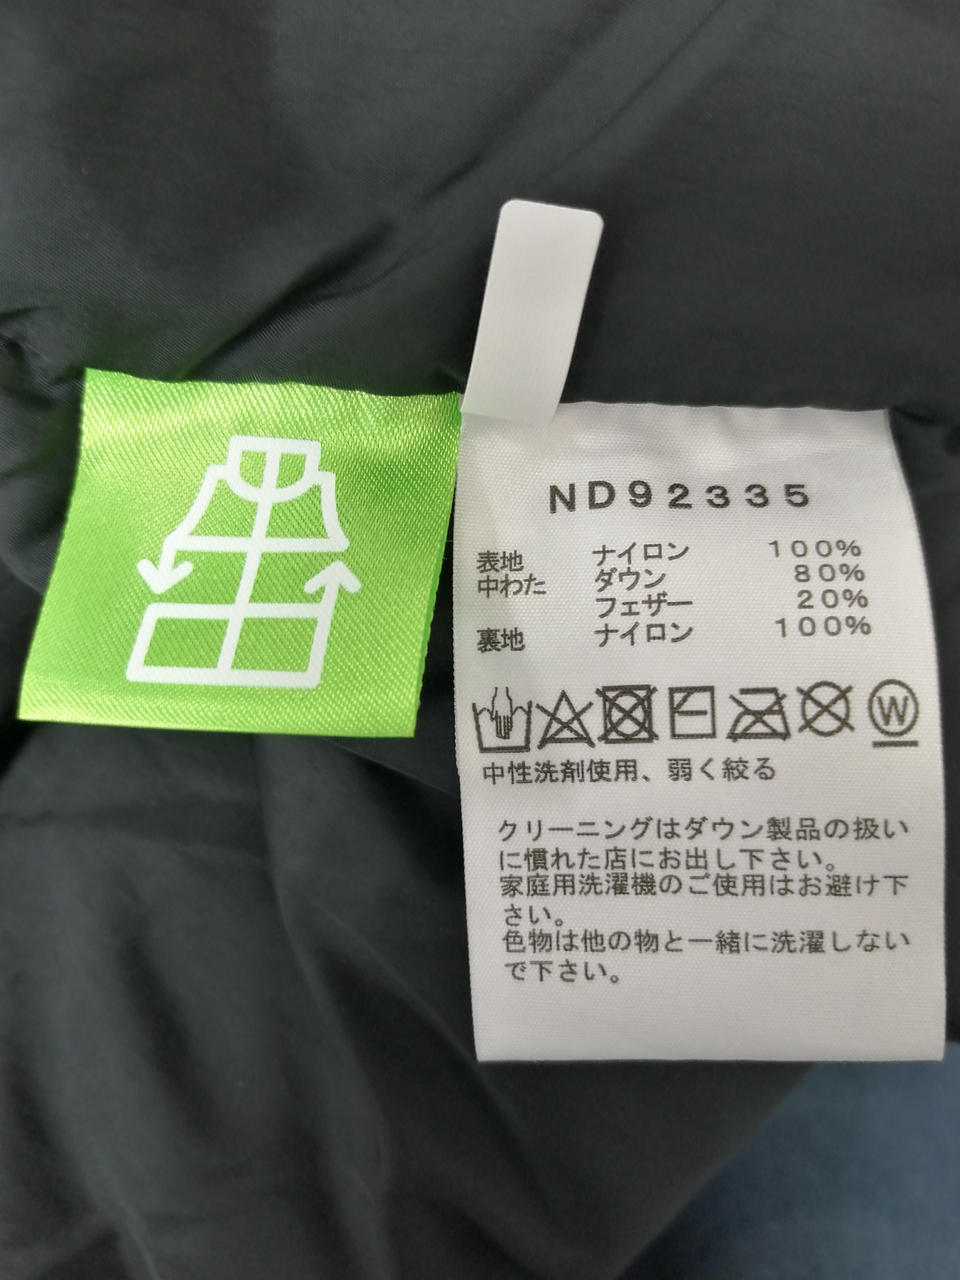 ND92335
表地 ナイロン 100%
中わた ダウン 80%
フェザー 20%
裏地 ナイロン 100%
W
中性洗剤使用、弱く絞る
クリーニングはダウン製品の扱い
に慣れた店にお出し下さい。
家庭用洗濯機のご使用はお避け下
さい。
色物は他の物と一緒に洗濯しない
で下さい。